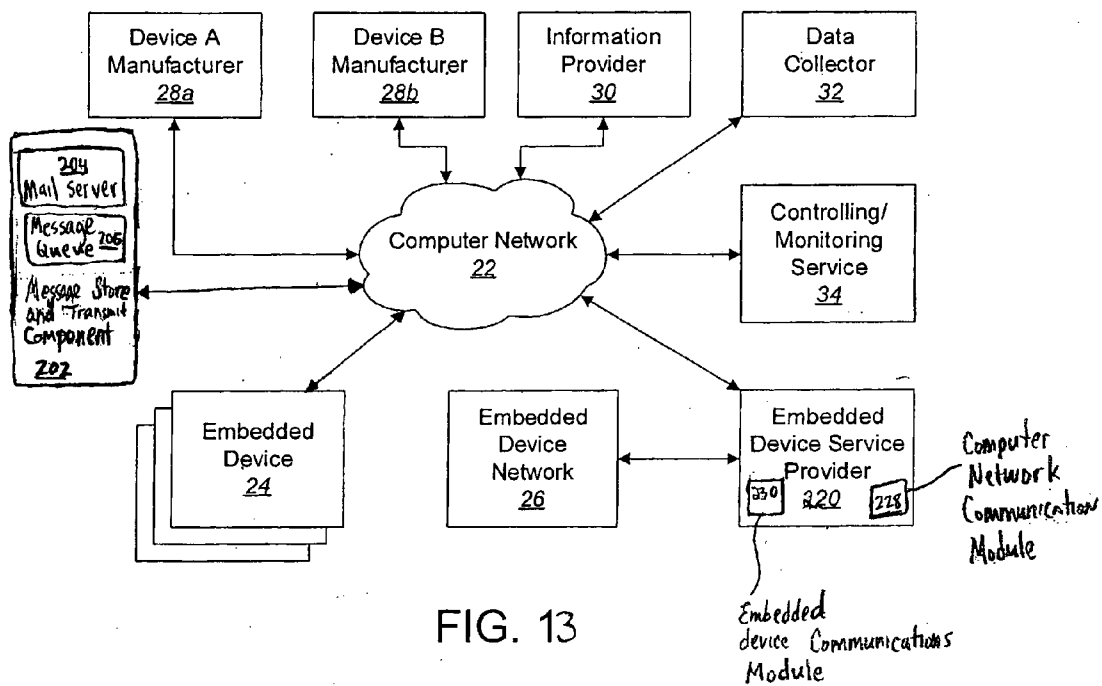 Device A
Manufacturer
28a
Device B
Manufacturer
28b
Information
Provider
30
Data
Collector
32
204
Mail server
Message
Queue 206
Message Store
and Transmit
Component
202
Computer Network
22
Controlling/
Monitoring
Service
34
Embedded
Device
24
Embedded
Device
Network
26
Embedded
Device Service
Provider
220
230
228
Computer
Network
Communication
Module
Embedded
device Communications
Module
FIG. 13